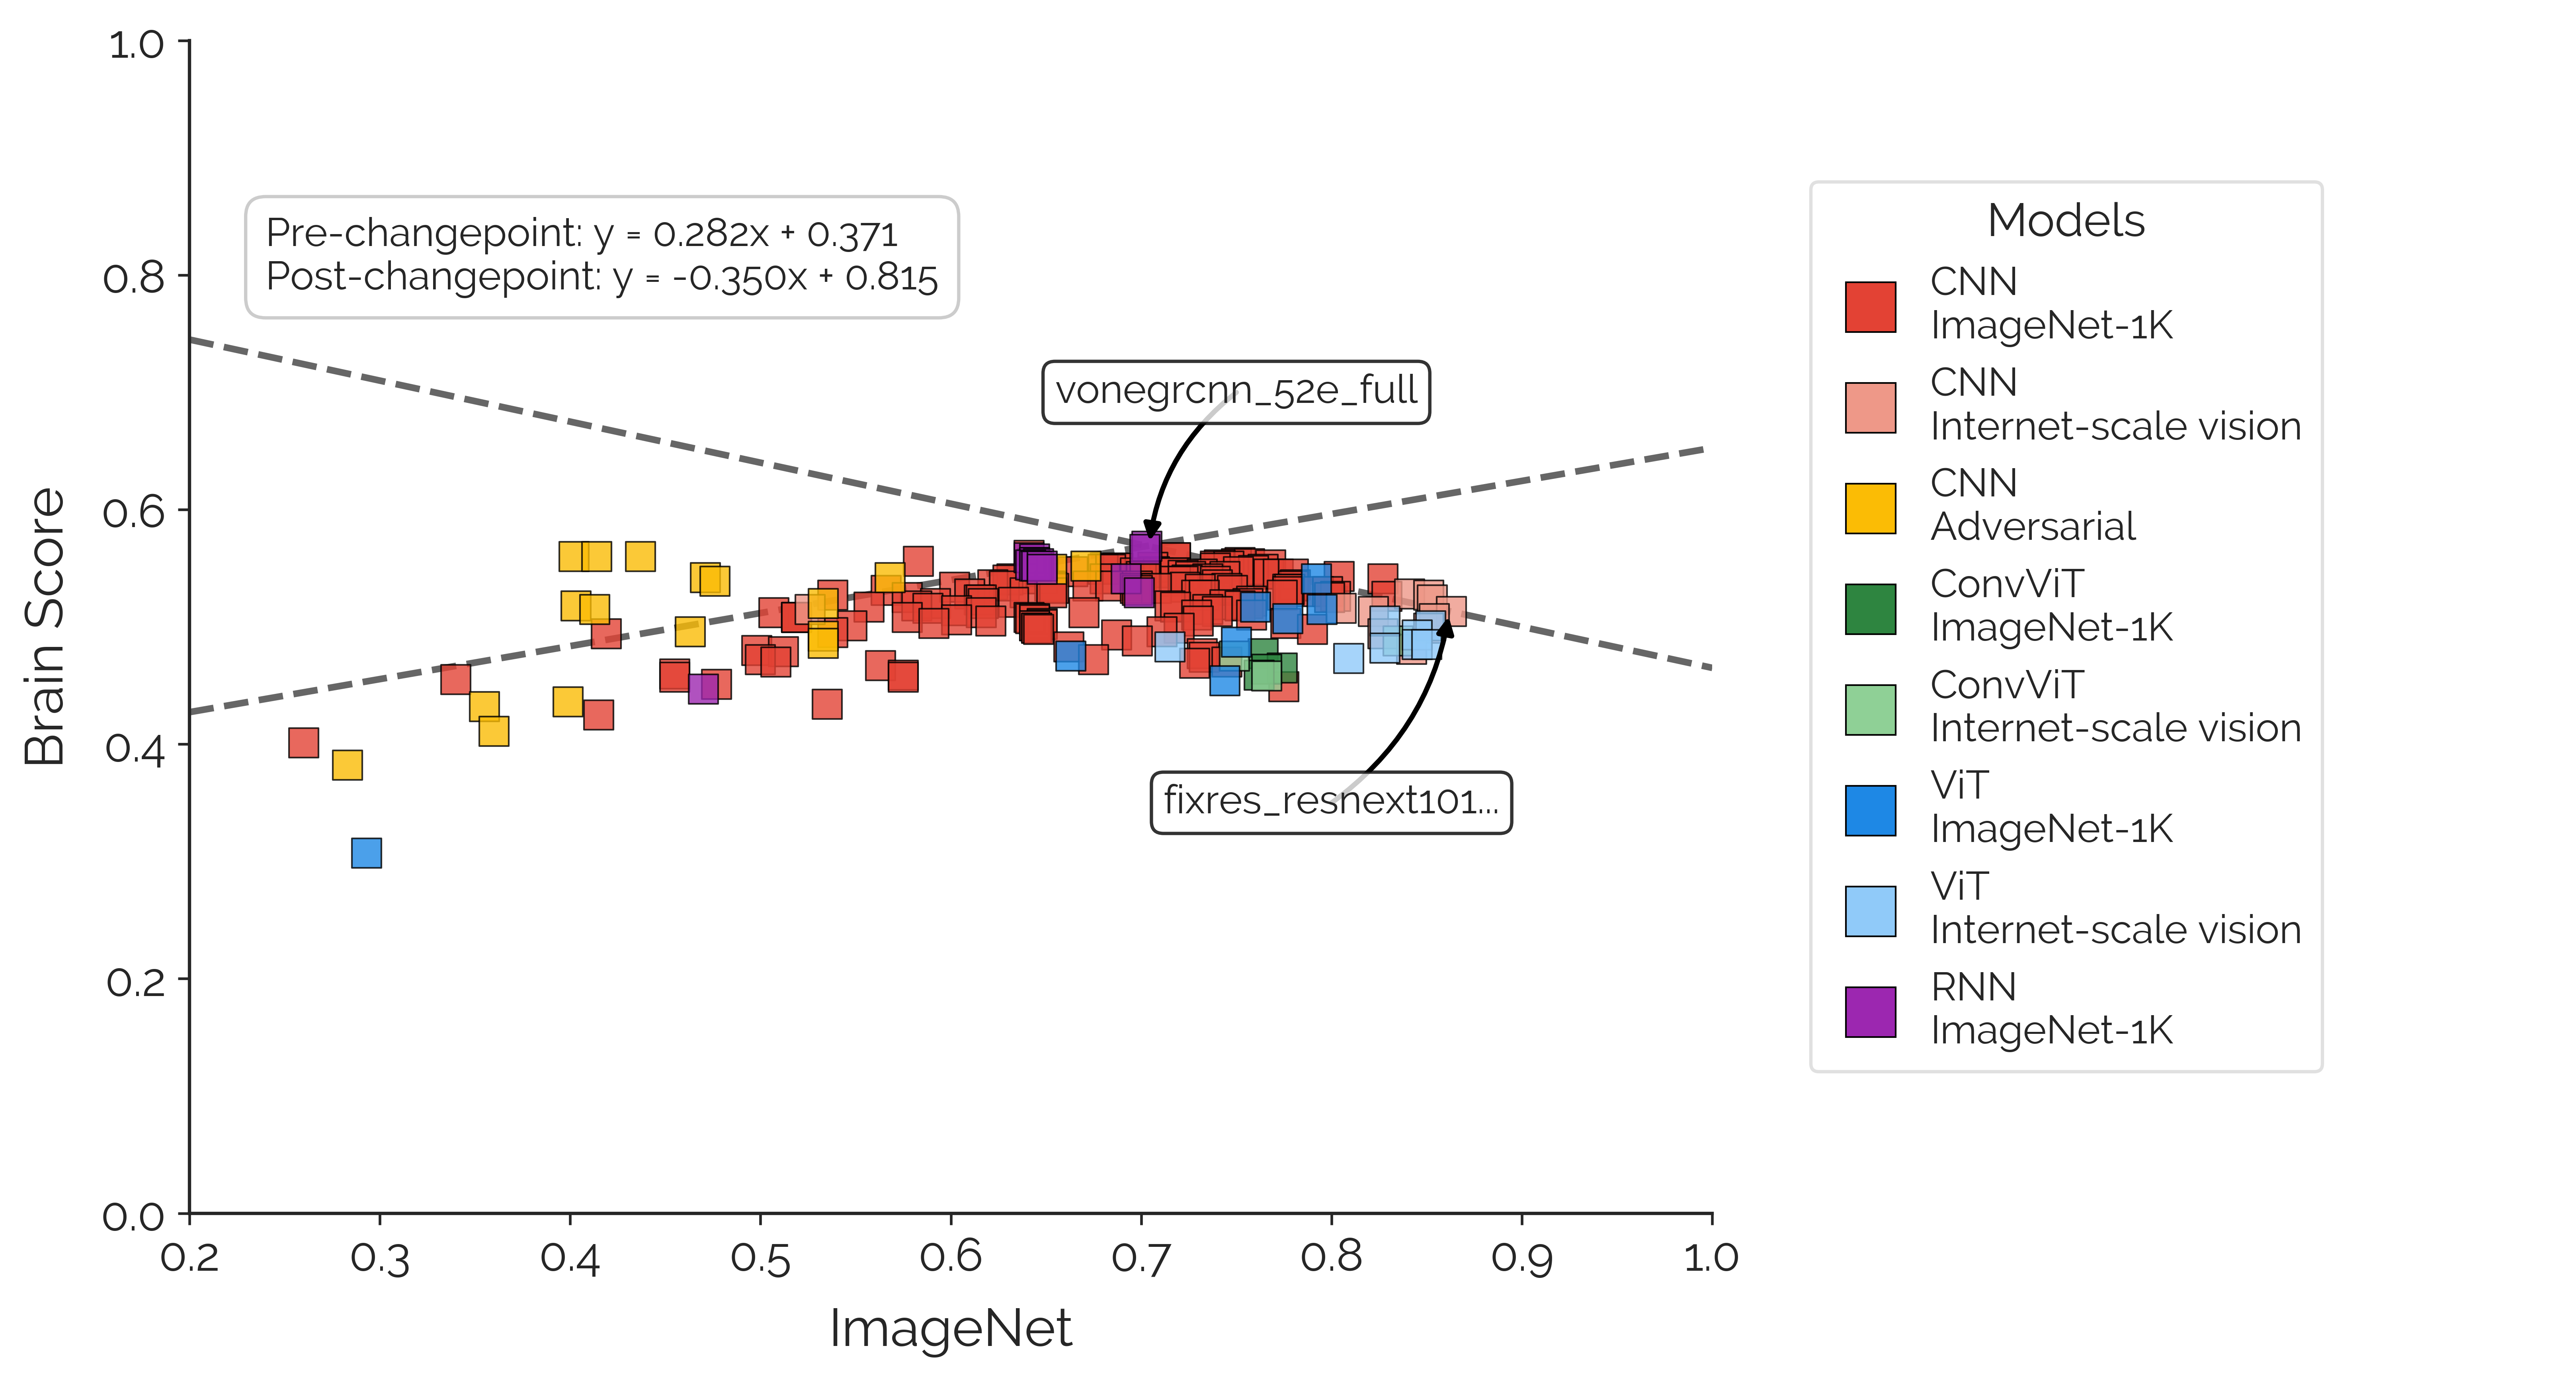 1.0
0.8
0.6
0.4
0.2
0.0
Brain Score
Pre-changepoint: y = 0.282x + 0.371
Post-changepoint: y = -0.350x + 0.815
vonegrcnn_52e_full
fixres_resnext101...
0.2 0.3 0.4 0.5 0.6 0.7 0.8 0.9 1.0
ImageNet
Models
CNN
ImageNet-1K
CNN
Internet-scale vision
CNN
Adversarial
ConvViT
ImageNet-1K
ConvViT
Internet-scale vision
ViT
ImageNet-1K
ViT
Internet-scale vision
RNN
ImageNet-1K